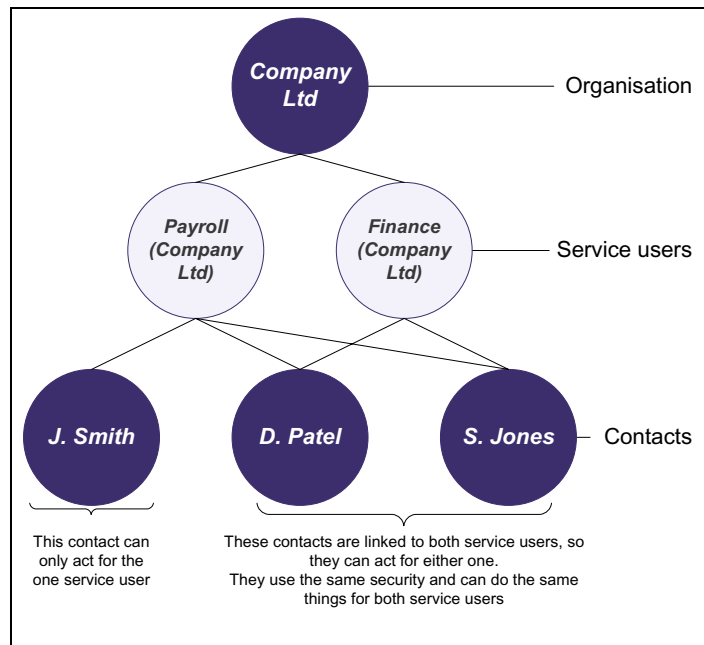 Company
Ltd
Organisation
Payroll
(Company
Ltd)
Finance
(Company
Ltd)
Service users
J. Smith
D. Patel
S. Jones
Contacts
This contact can
only act for the
one service user
These contacts are linked to both service users, so
they can act for either one.
They use the same security and can do the same
things for both service users